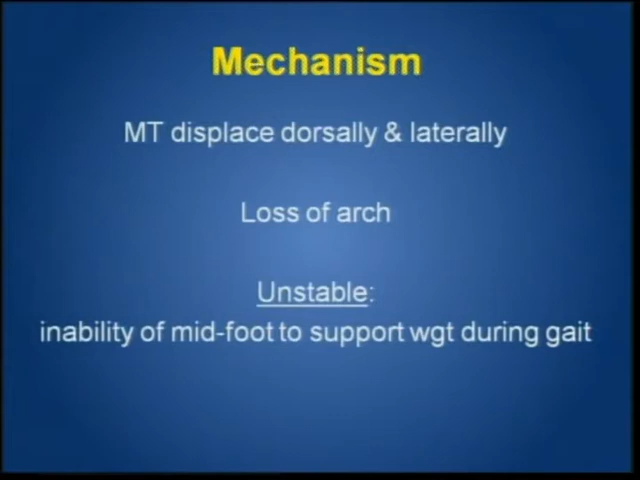 Mechanism
MT displace dorsally & laterally
Loss of arch
Unstable:
inability of mid-foot to support wgt during gait